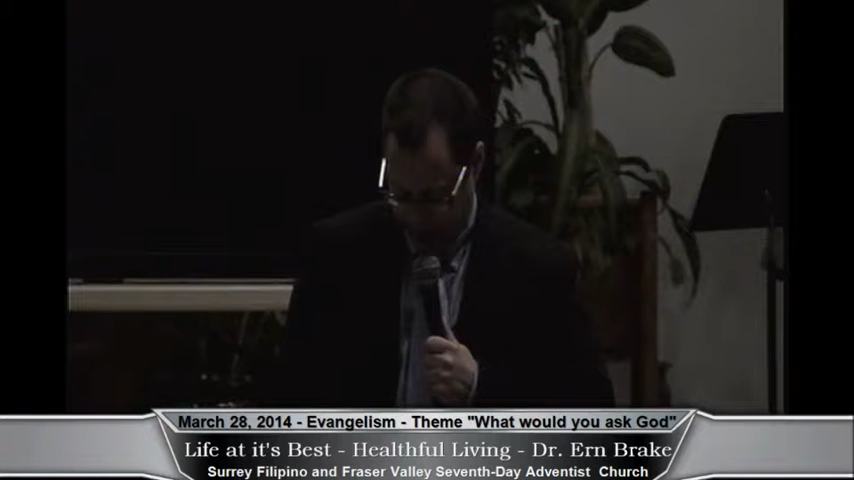 March 28, 2014 - Evangelism - Theme "What would you ask God"
Life at it's Best - Healthful Living - Dr. Ern Brake
Surrey Filipino and Fraser Valley Seventh-Day Adventist Church